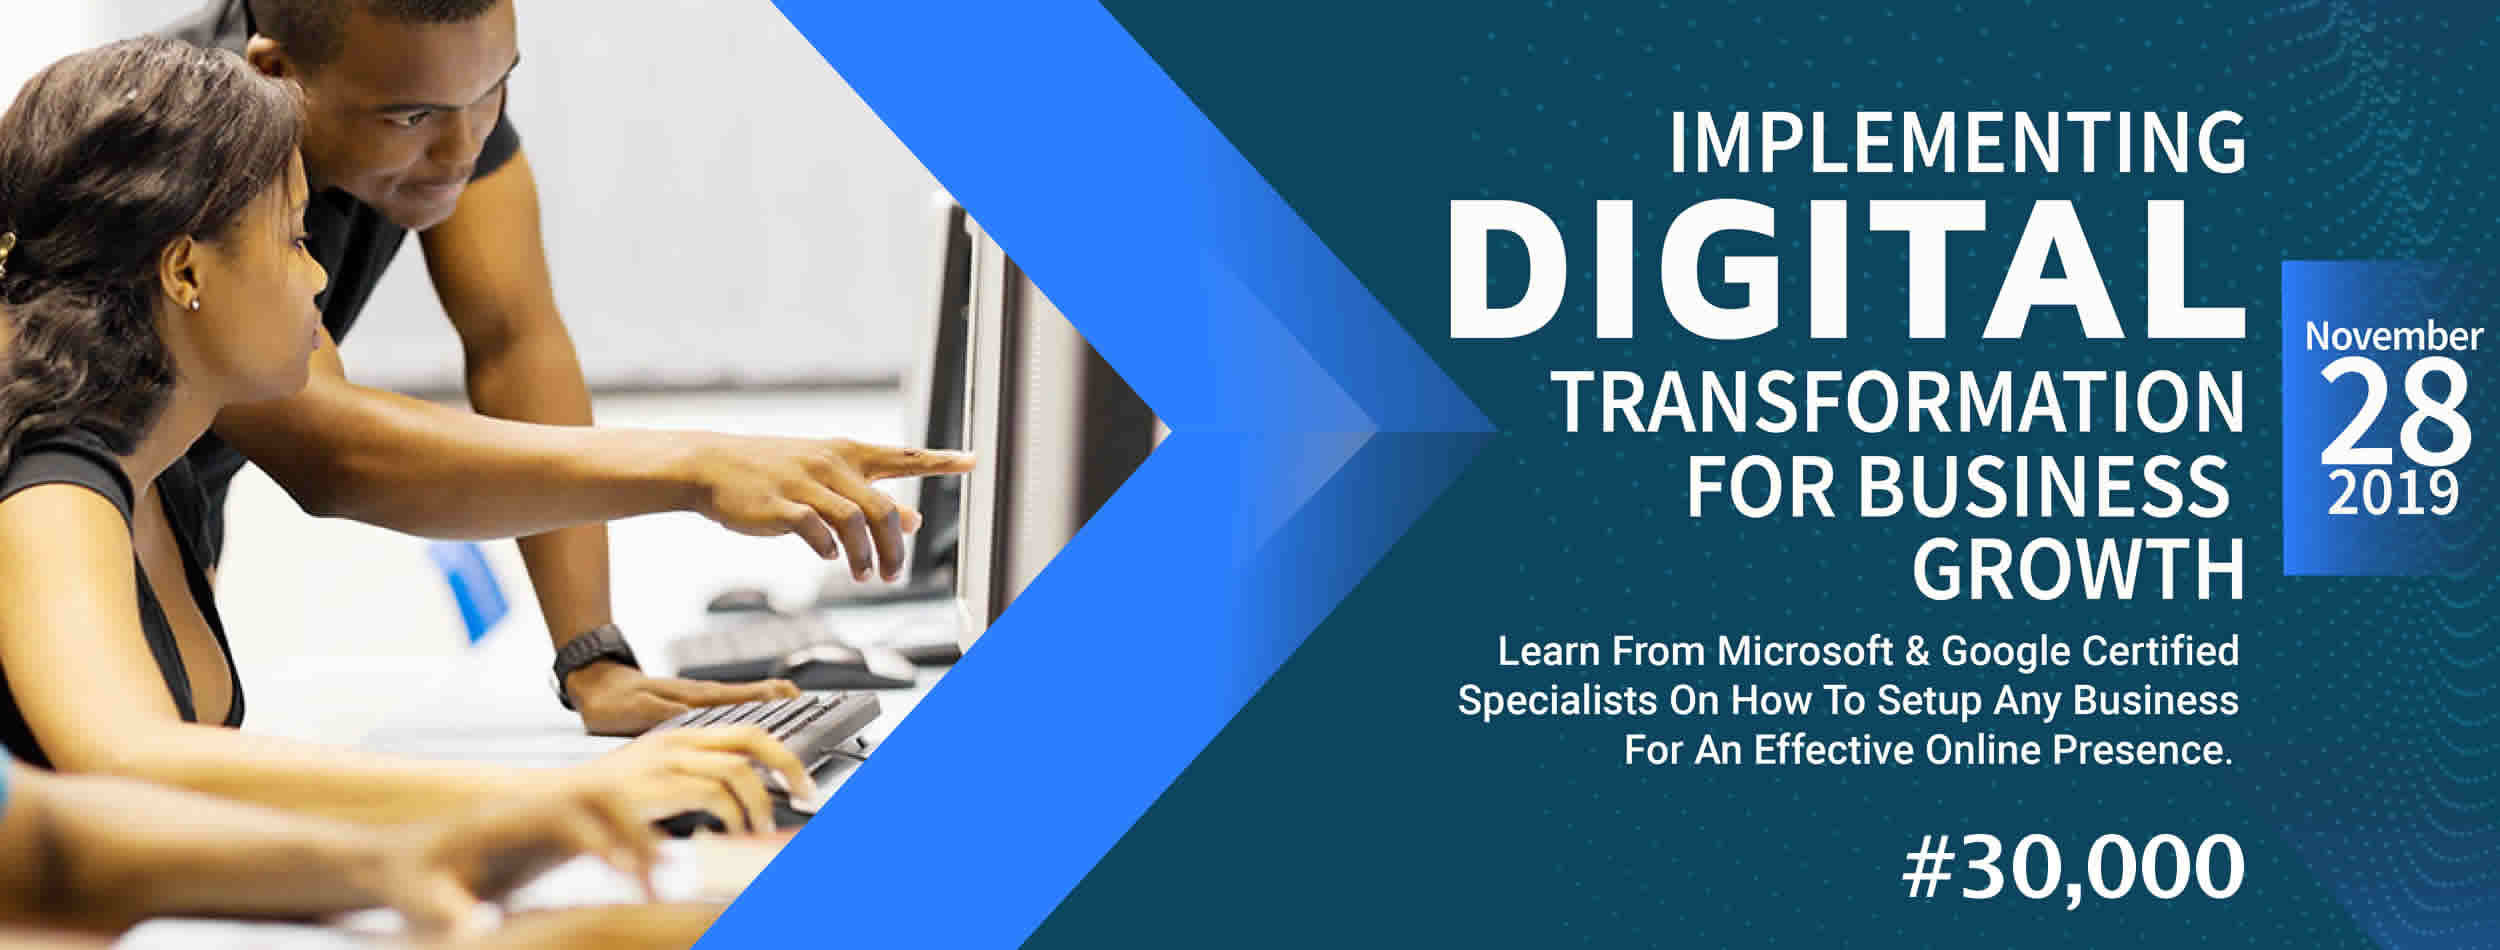 IMPLEMENTING
DIGITAL
TRANSFORMATION
FOR BUSINESS
GROWTH
Learn From Microsoft & Google Certified
Specialists On How To Setup Any Business
For An Effective Online Presence.
#30,000
November
28
2019